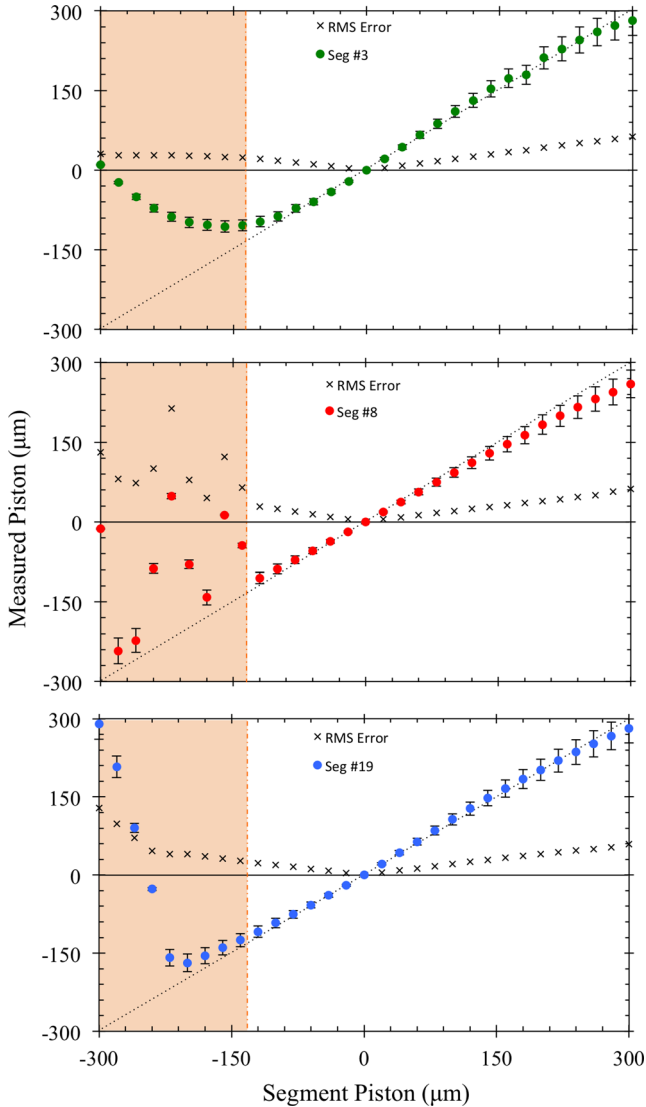 300
150
0
-150
-300
× RMS Error
Seg #3
300
150
0
-150
-300
× RMS Error
Seg #8
Measured Piston (μm)
300
150
0
-150
-300
× RMS Error
Seg #19
-300 -150 0 150 300
Segment Piston (μm)